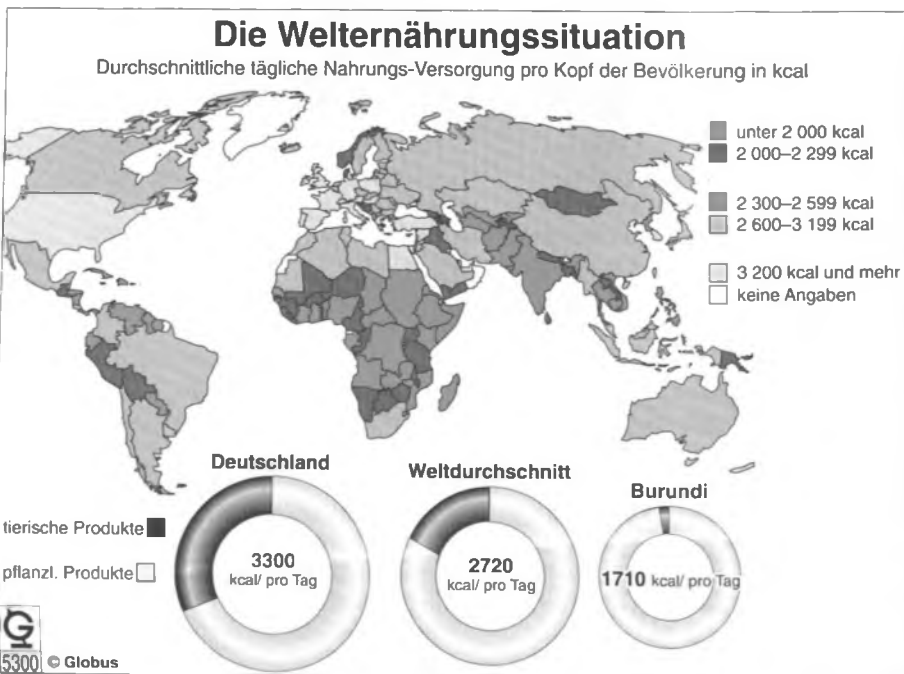 Die Welternährungssituation
Durchschnittliche tägliche Nahrungs-Versorgung pro Kopf der Bevölkerung in kcal
unter 2 000 kcal
2 000–2 299 kcal
2 300–2 599 kcal
2 600–3 199 kcal
3 200 kcal und mehr
keine Angaben
Deutschland
Weltdurchschnitt
Burundi
tierische Produkte
pflanzl. Produkte
3300
kcal/ pro Tag
2720
kcal/ pro Tag
1710 kcal/ pro Tag
G
5300 © Globus